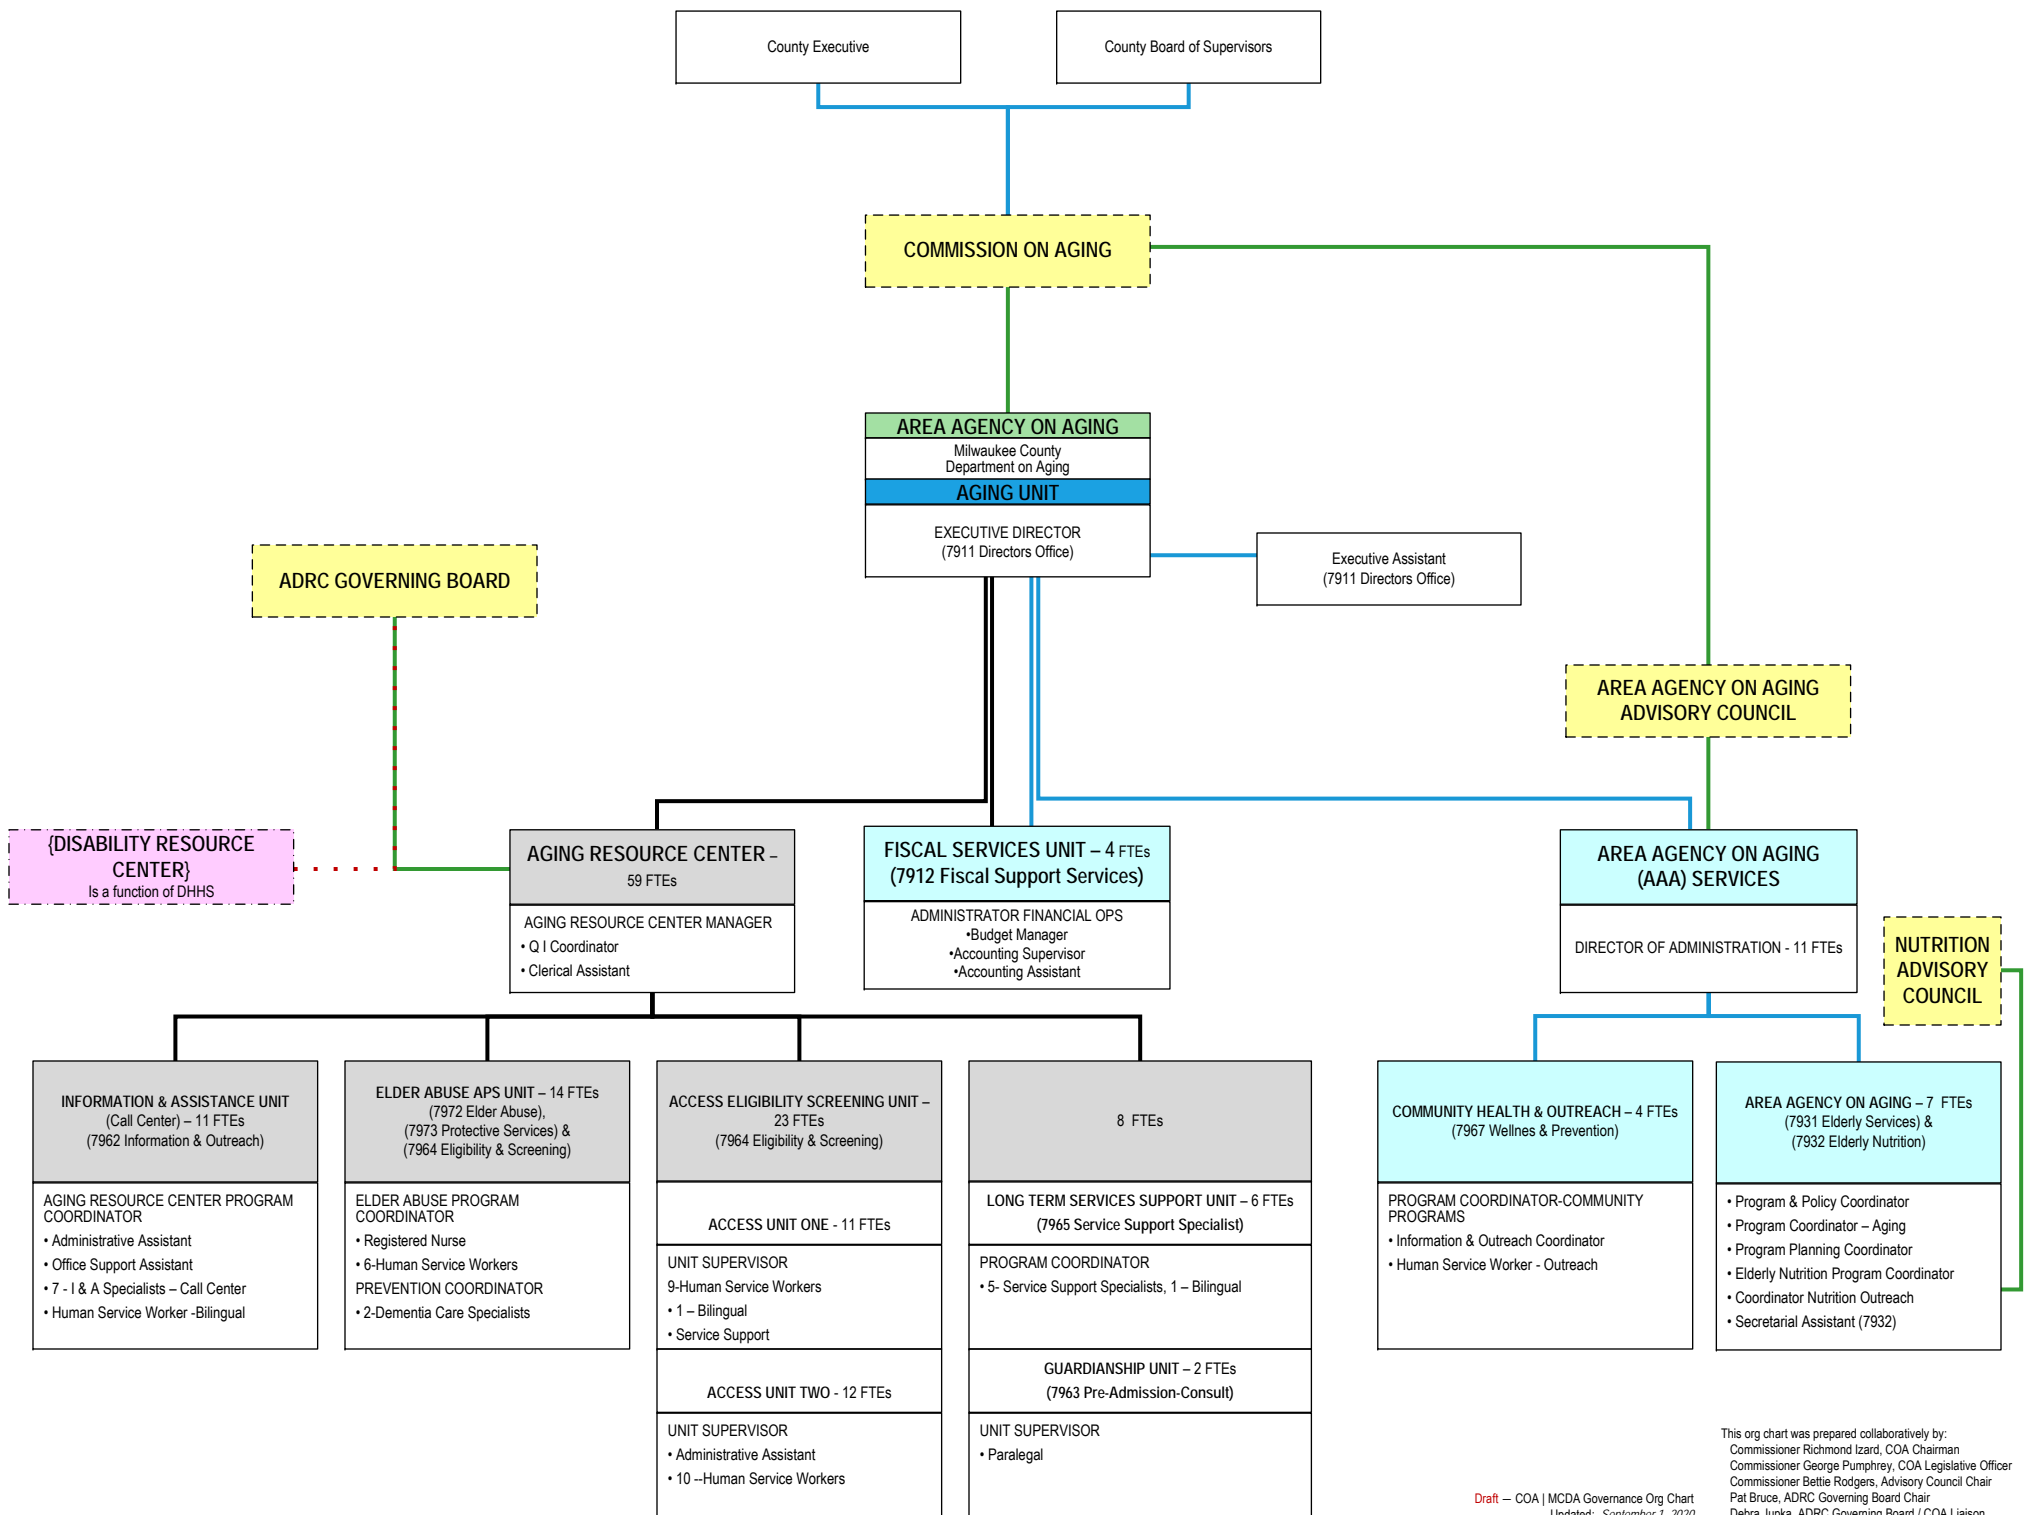 County Executive
County Board of Supervisors
COMMISSION ON AGING
AREA AGENCY ON AGING
Milwaukee County
Department on Aging
AGING UNIT
EXECUTIVE DIRECTOR
(7911 Directors Office)
Executive Assistant
(7911 Directors Office)
ADRC GOVERNING BOARD
AREA AGENCY ON AGING
ADVISORY COUNCIL
{DISABILITY RESOURCE
CENTER}
Is a function of DHHS
AGING RESOURCE CENTER –
59 FTEs
AGING RESOURCE CENTER MANAGER
• Q I Coordinator
• Clerical Assistant
FISCAL SERVICES UNIT – 4 FTEs
(7912 Fiscal Support Services)
ADMINISTRATOR FINANCIAL OPS
•Budget Manager
•Accounting Supervisor
•Accounting Assistant
AREA AGENCY ON AGING
(AAA) SERVICES
DIRECTOR OF ADMINISTRATION - 11 FTEs
NUTRITION
ADVISORY
COUNCIL
INFORMATION & ASSISTANCE UNIT
(Call Center) – 11 FTEs
(7962 Information & Outreach)
AGING RESOURCE CENTER PROGRAM
COORDINATOR
• Administrative Assistant
• Office Support Assistant
• 7 - I & A Specialists – Call Center
• Human Service Worker -Bilingual
ELDER ABUSE APS UNIT – 14 FTEs
(7972 Elder Abuse),
(7973 Protective Services) &
(7964 Eligibility & Screening)
ELDER ABUSE PROGRAM
COORDINATOR
• Registered Nurse
• 6-Human Service Workers
PREVENTION COORDINATOR
• 2-Dementia Care Specialists
ACCESS ELIGIBILITY SCREENING UNIT –
23 FTEs
(7964 Eligibility & Screening)
ACCESS UNIT ONE - 11 FTEs
UNIT SUPERVISOR
9-Human Service Workers
• 1 – Bilingual
• Service Support
ACCESS UNIT TWO - 12 FTEs
UNIT SUPERVISOR
• Administrative Assistant
• 10 --Human Service Workers
8 FTEs
LONG TERM SERVICES SUPPORT UNIT – 6 FTEs
(7965 Service Support Specialist)
PROGRAM COORDINATOR
• 5- Service Support Specialists, 1 – Bilingual
GUARDIANSHIP UNIT – 2 FTEs
(7963 Pre-Admission-Consult)
UNIT SUPERVISOR
• Paralegal
COMMUNITY HEALTH & OUTREACH – 4 FTEs
(7967 Wellnes & Prevention)
PROGRAM COORDINATOR-COMMUNITY
PROGRAMS
• Information & Outreach Coordinator
• Human Service Worker - Outreach
AREA AGENCY ON AGING – 7 FTEs
(7931 Elderly Services) &
(7932 Elderly Nutrition)
• Program & Policy Coordinator
• Program Coordinator – Aging
• Program Planning Coordinator
• Elderly Nutrition Program Coordinator
• Coordinator Nutrition Outreach
• Secretarial Assistant (7932)
Draft — COA | MCDA Governance Org Chart
Updated: September 1, 2020
This org chart was prepared collaboratively by:
Commissioner Richmond Izard, COA Chairman
Commissioner George Pumphrey, COA Legislative Officer
Commissioner Bettie Rodgers, Advisory Council Chair
Pat Bruce, ADRC Governing Board Chair
Debra Jupka, ADRC Governing Board / COA Liaison